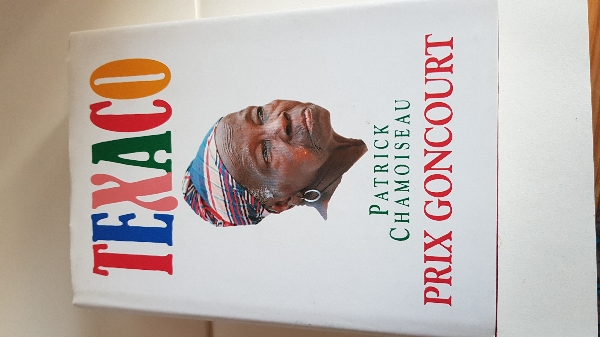 TEXACO
PATRICK
CHAMOISEAU
PRIX GONCOURT